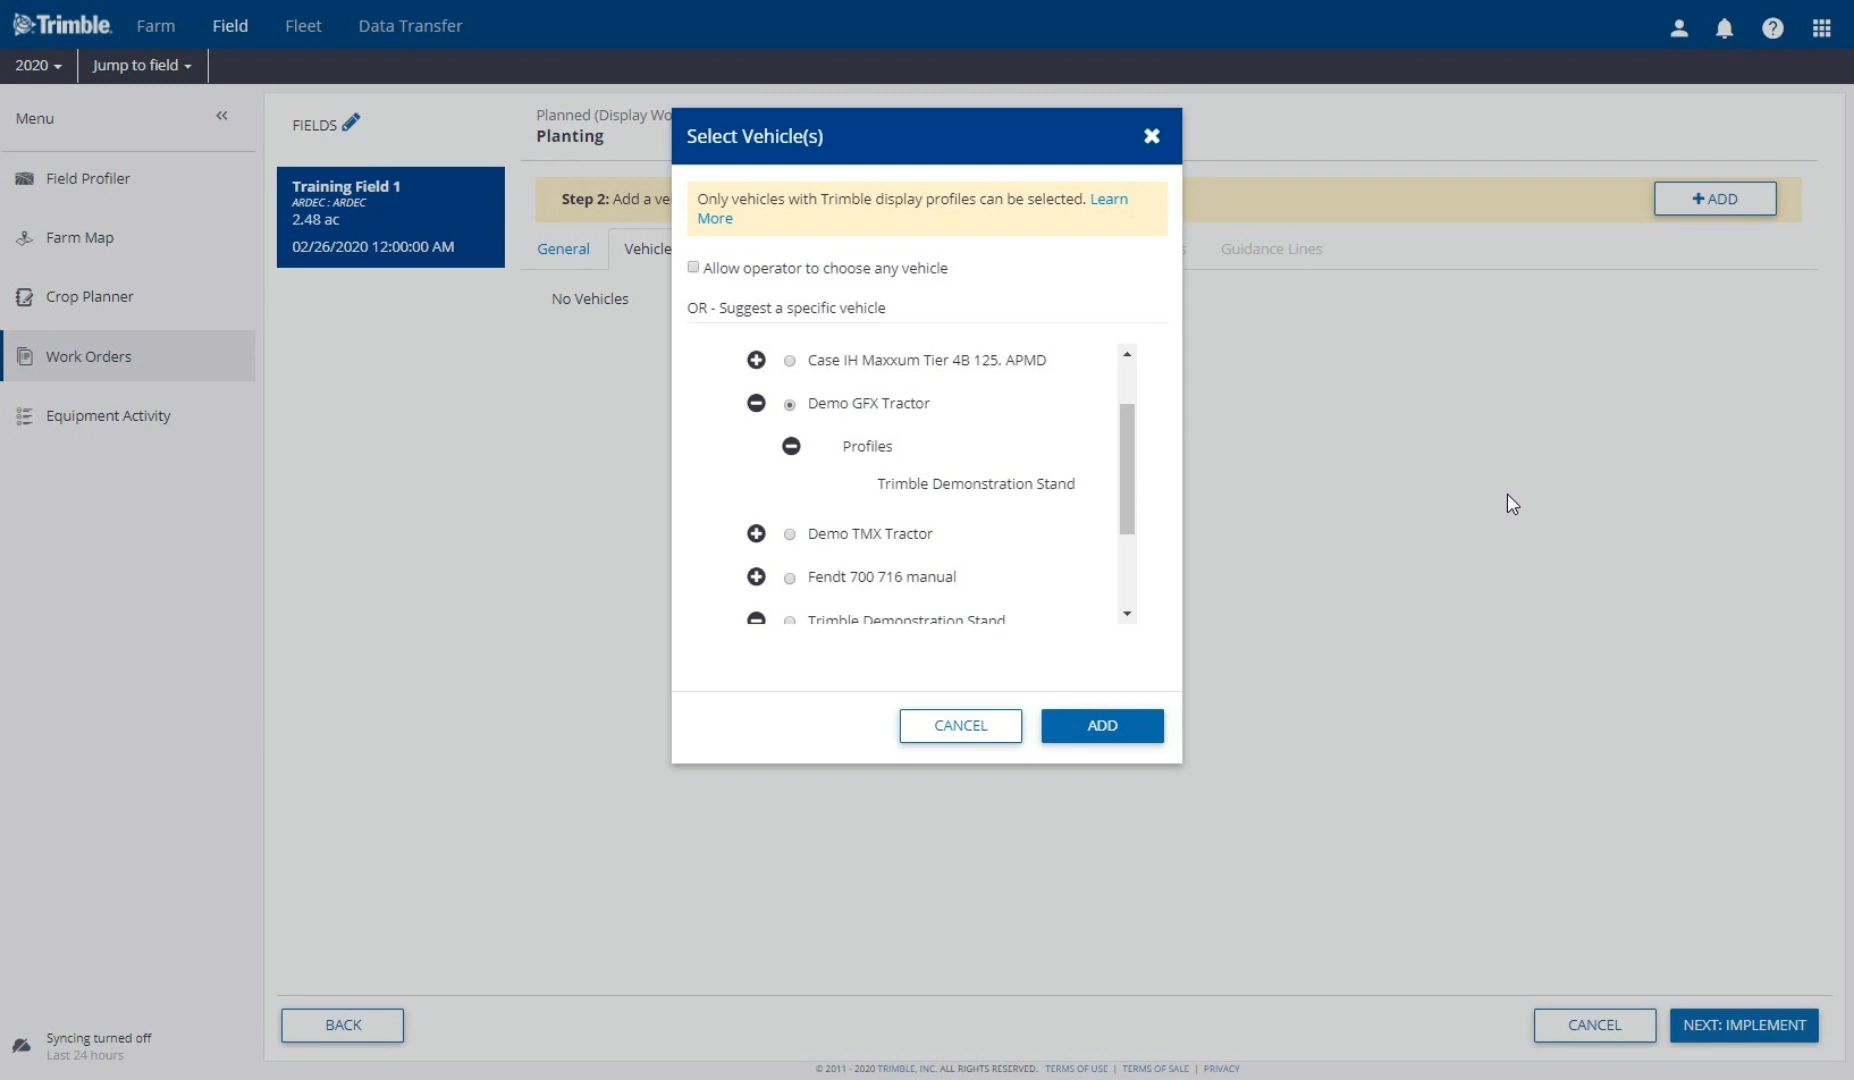 Trimble. Farm Field Fleet Data Transfer
2020 Jump to field
Menu
Field Profiler
Farm Map
Crop Planner
Work Orders
Equipment Activity
Syncing turned off
Last 24 hours
FIELDS
Training Field 1
ARDEC : ARDEC
2.48 ac
02/26/2020 12:00:00 AM
Planned (Display Wo
Planting
Step 2: Add a ve
+ ADD
General Vehicle s Guidance Lines
No Vehicles
Select Vehicle(s)
Only vehicles with Trimble display profiles can be selected. Learn
More
Allow operator to choose any vehicle
OR - Suggest a specific vehicle
Case IH Maxxum Tier 4B 125. APMD
Demo GFX Tractor
Profiles
Trimble Demonstration Stand
Demo TMX Tractor
Fendt 700 716 manual
Trimble Demonstration Stand
CANCEL ADD
BACK CANCEL NEXT: IMPLEMENT
© 2011 - 2020 TRIMBLE, INC. ALL RIGHTS RESERVED. TERMS OF USE | TERMS OF SALE | PRIVACY